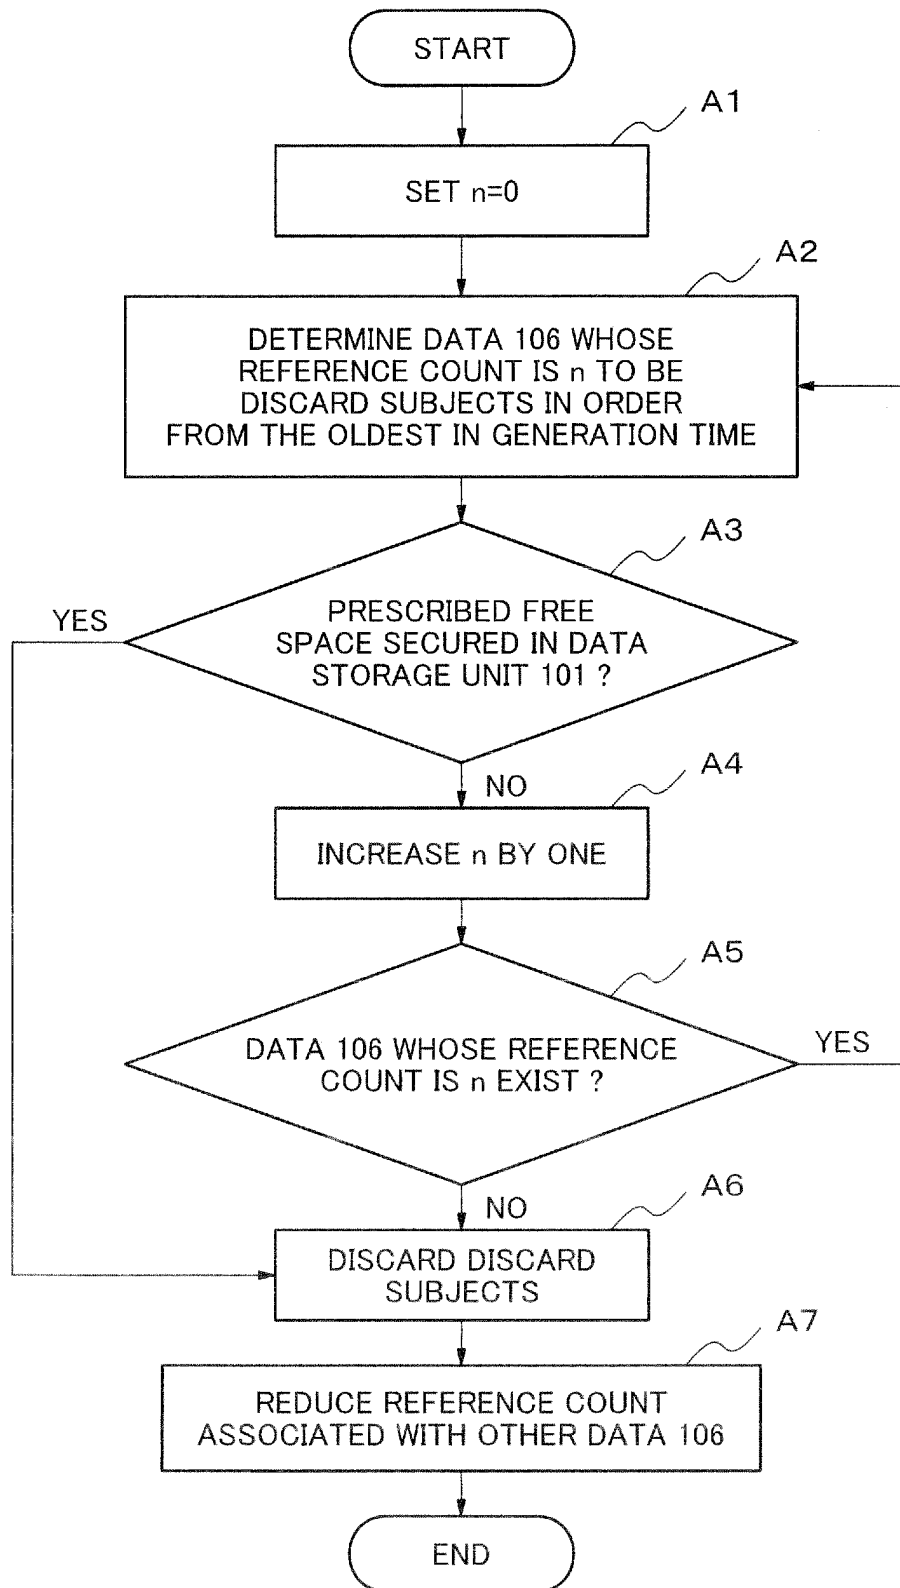 START
A1
SET n=0
A2
DETERMINE DATA 106 WHOSE
REFERENCE COUNT IS n TO BE
DISCARD SUBJECTS IN ORDER
FROM THE OLDEST IN GENERATION TIME
A3
PRESCRIBED FREE
SPACE SECURED IN DATA
STORAGE UNIT 101 ?
YES
NO
A4
INCREASE n BY ONE
A5
DATA 106 WHOSE REFERENCE
COUNT IS n EXIST ?
YES
NO
A6
DISCARD DISCARD
SUBJECTS
A7
REDUCE REFERENCE COUNT
ASSOCIATED WITH OTHER DATA 106
END